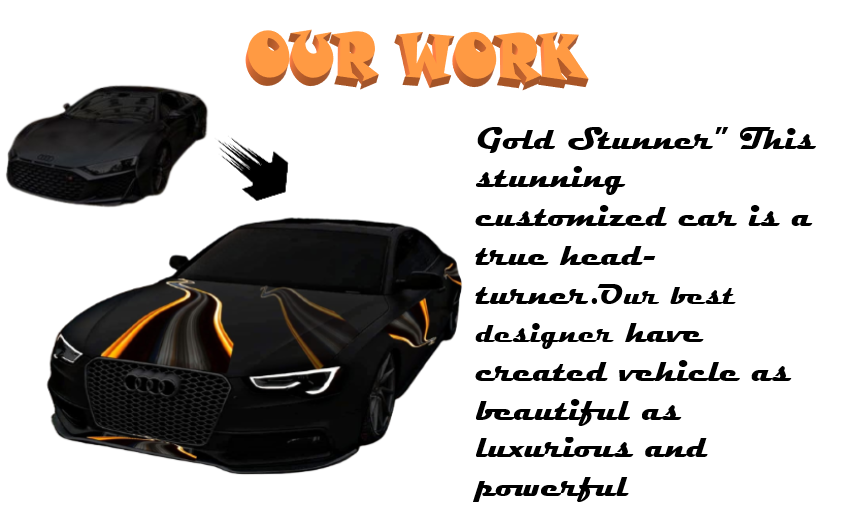 OUR WORK
Gold Stunner" This
stunning
customized car is a
true head-
turner.Our best
designer have
created vehicle as
beautiful as
luxurious and
powerful